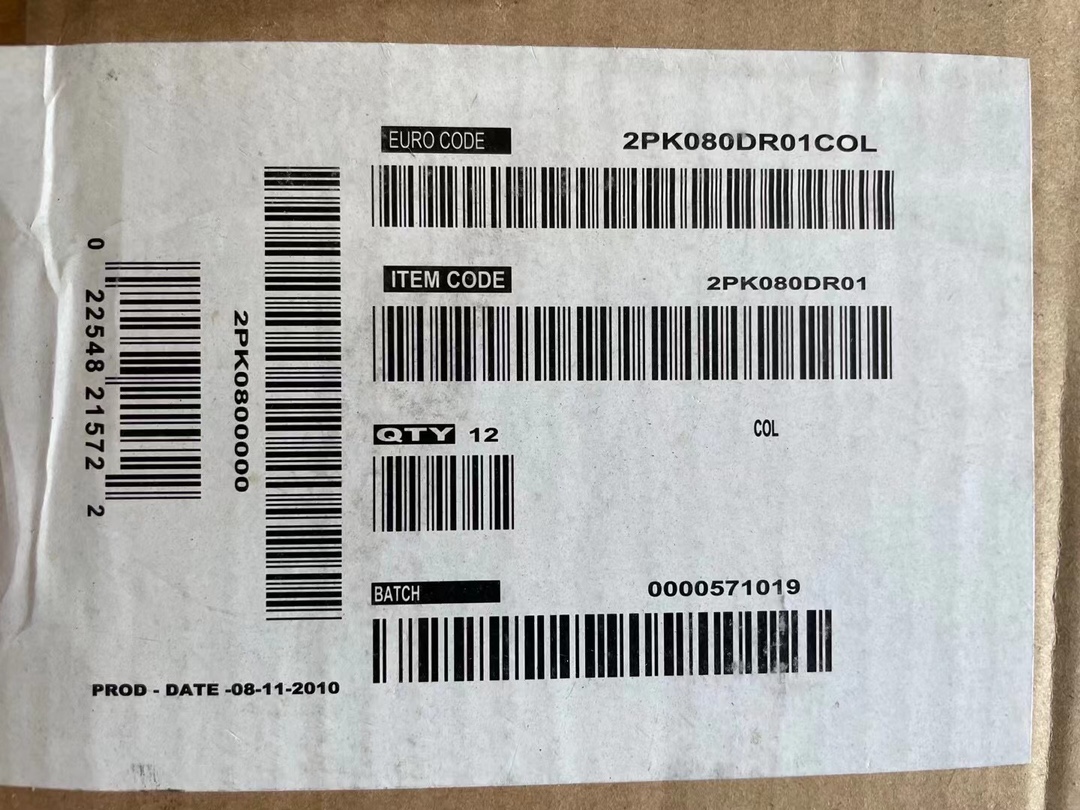 EURO CODE 2PK080DR01COL
ITEM CODE 2PK080DR01
QTY 12 COL
BATCH 0000571019
PROD - DATE -08-11-2010
2PK0800000
0 22548 21572 2